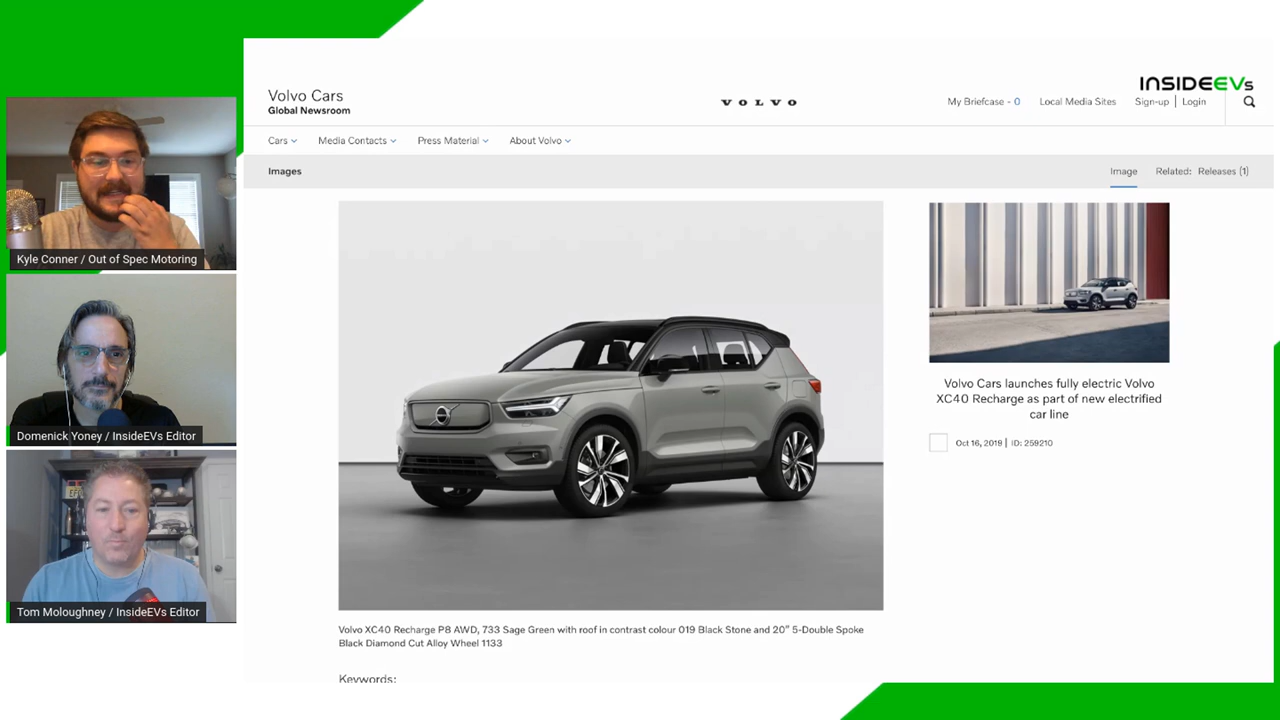 INSIDEEVs
Volvo Cars
Global Newsroom
VOLVO
My Briefcase - 0
Local Media Sites
Sign-up | Login
Cars
Media Contacts
Press Material
About Volvo
Images
Image
Related: Releases (1)
Kyle Conner / Out of Spec Motoring
Domenick Yoney / InsideEVs Editor
Tom Moloughney / InsideEVs Editor
Volvo Cars launches fully electric Volvo
XC40 Recharge as part of new electrified
car line
Oct 16, 2019 | ID: 259210
Volvo XC40 Recharge P8 AWD, 733 Sage Green with roof in contrast colour 019 Black Stone and 20” 5-Double Spoke
Black Diamond Cut Alloy Wheel 1133
Keywords: